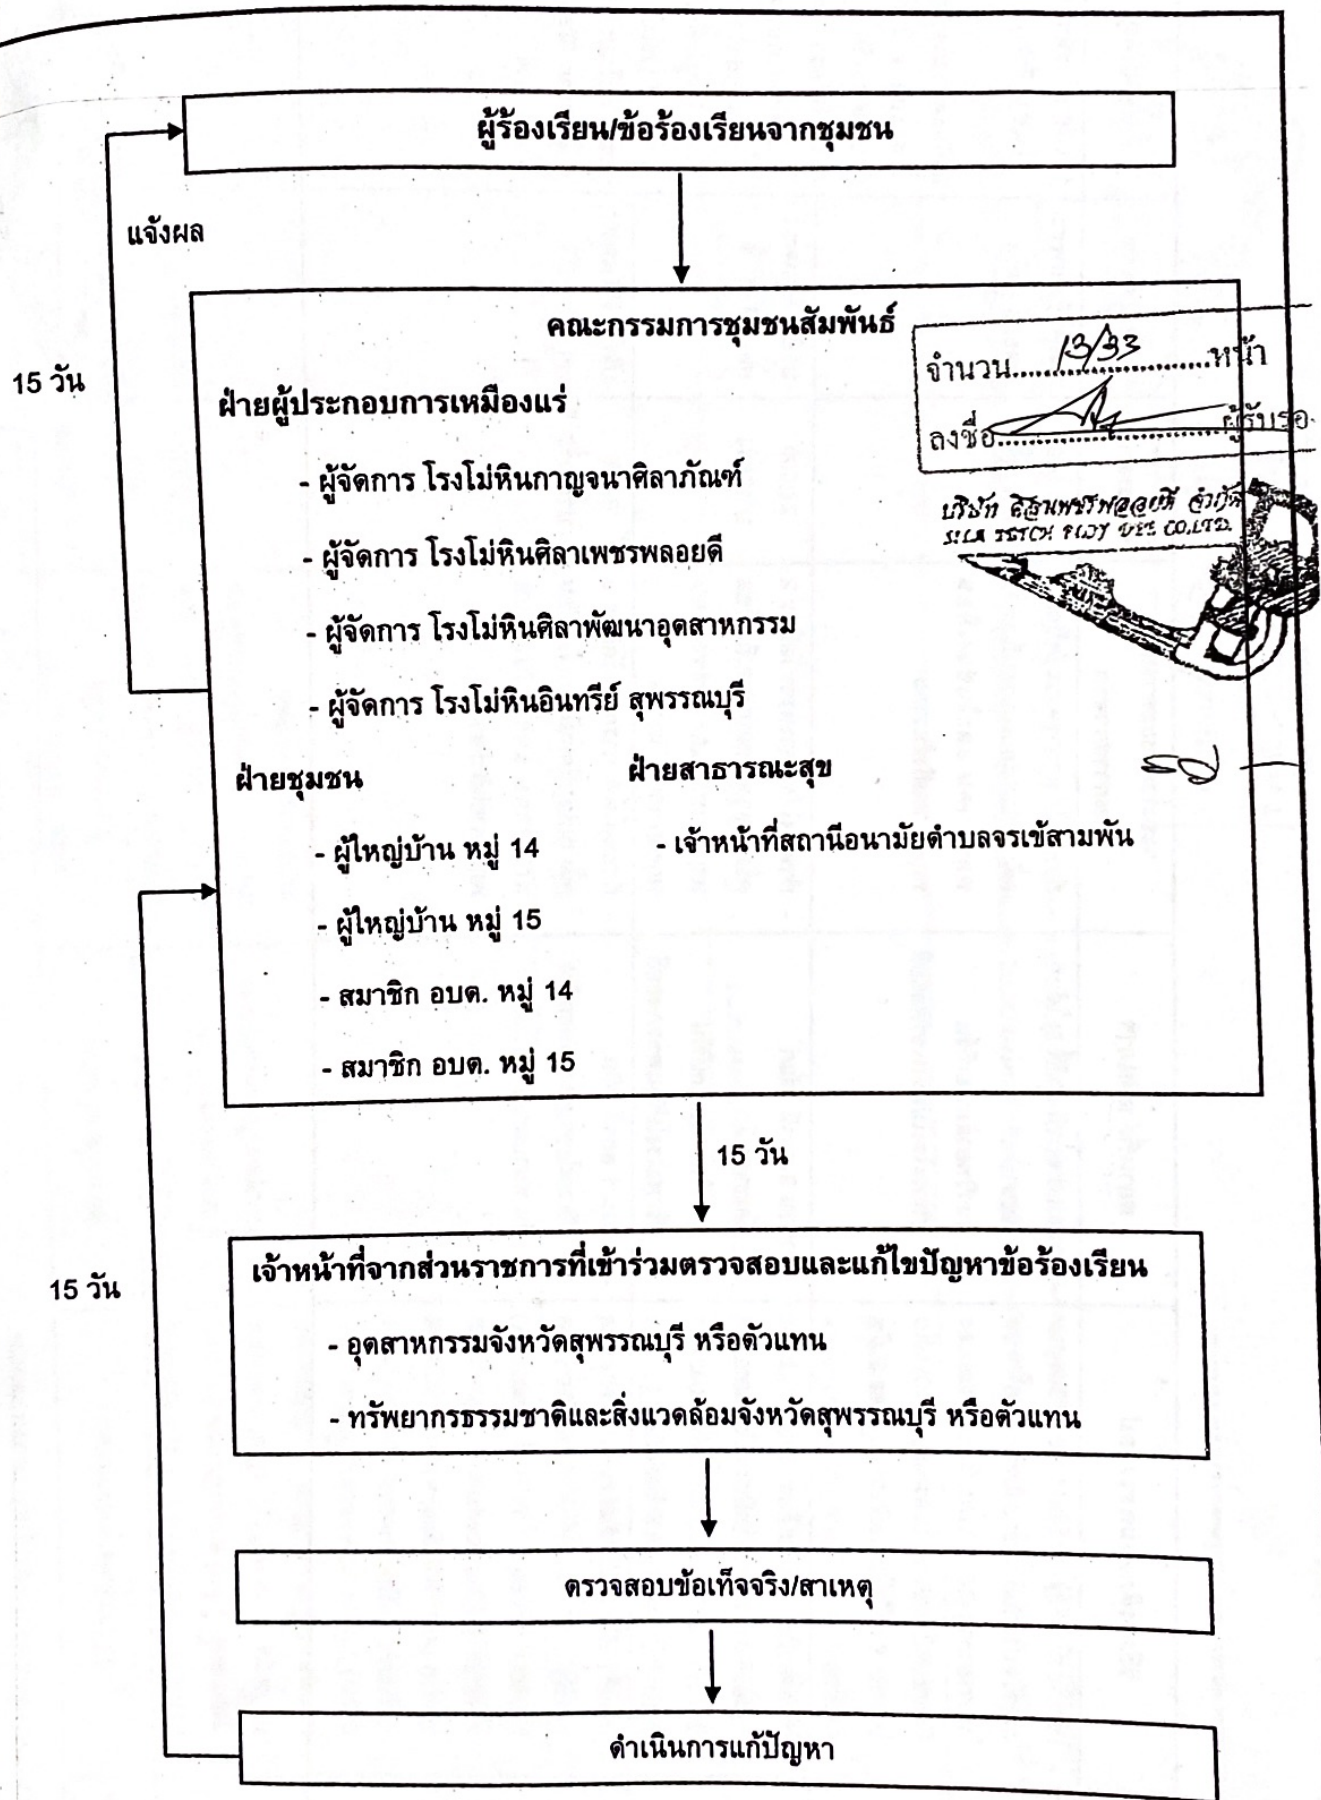 ผู้ร้องเรียน/ข้อร้องเรียนจากชุมชน
แจ้งผล
15 วัน
คณะกรรมการชุมชนสัมพันธ์
จำนวน 13/33 หน้า
ลงชื่อ ผู้รับรอ
ฝ่ายผู้ประกอบการเหมืองแร่
- ผู้จัดการ โรงโม่หินกาญจนาศิลาภัณฑ์
- ผู้จัดการ โรงโม่หินศิลาเพชรพลอยดี
- ผู้จัดการ โรงโม่หินศิลาพัฒนาอุตสาหกรรม
- ผู้จัดการ โรงโม่หินอินทรีย์ สุพรรณบุรี
บริษัท จำกัด
CO.,LTD.
ฝ่ายชุมชน
- ผู้ใหญ่บ้าน หมู่ 14
- ผู้ใหญ่บ้าน หมู่ 15
- สมาชิก อบต. หมู่ 14
- สมาชิก อบต. หมู่ 15
ฝ่ายสาธารณะสุข
- เจ้าหน้าที่สถานีอนามัยตำบลจรเข้สามพัน
15 วัน
15 วัน
เจ้าหน้าที่จากส่วนราชการที่เข้าร่วมตรวจสอบและแก้ไขปัญหาข้อร้องเรียน
- อุตสาหกรรมจังหวัดสุพรรณบุรี หรือตัวแทน
- ทรัพยากรธรรมชาติและสิ่งแวดล้อมจังหวัดสุพรรณบุรี หรือตัวแทน
ตรวจสอบข้อเท็จจริง/สาเหตุ
ดำเนินการแก้ปัญหา